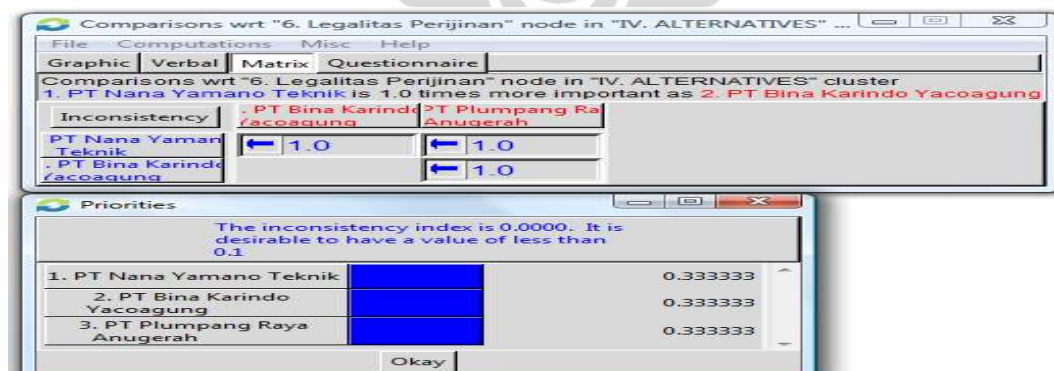 Comparisons wrt "6. Legalitas Perijinan" node in "IV. ALTERNATIVES" ...
File Computations Misc Help
Graphic Verbal Matrix Questionnaire
Comparisons wrt "6. Legalitas Perijinan" node in "IV. ALTERNATIVES" cluster
1. PT Nana Yamano Teknik is 1.0 times more important as 2. PT Bina Karindo Yacoagung
Inconsistency
. PT Bina Karindo
Yacoagung
PT Plumpang Ra
Anugerah
PT Nana Yaman
Teknik
1.0
1.0
. PT Bina Karindo
Yacoagung
1.0
Priorities
The inconsistency index is 0.0000. It is
desirable to have a value of less than
0.1
1. PT Nana Yamano Teknik
0.333333
2. PT Bina Karindo
Yacoagung
0.333333
3. PT Plumpang Raya
Anugerah
0.333333
Okay